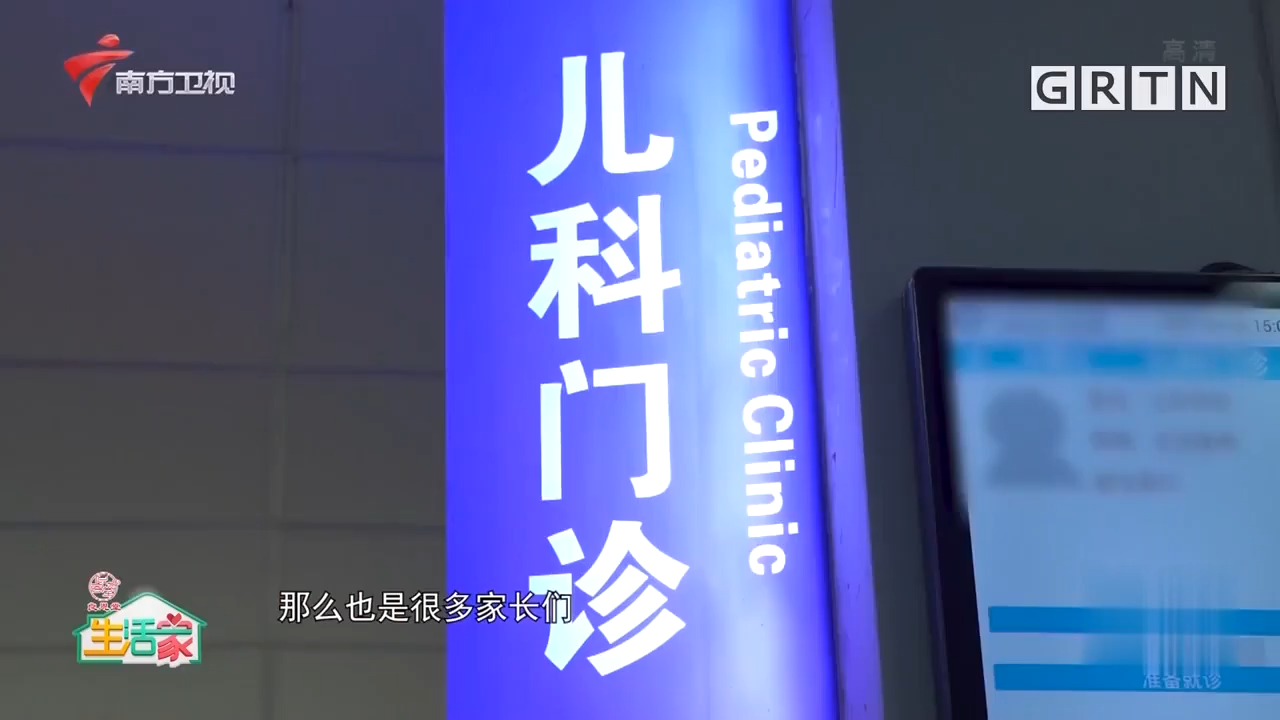 南方卫视
高清
GRTN
儿科门诊
Pediatric Clinic
15:0
诊
生活家
那么也是很多家长们
准备就诊